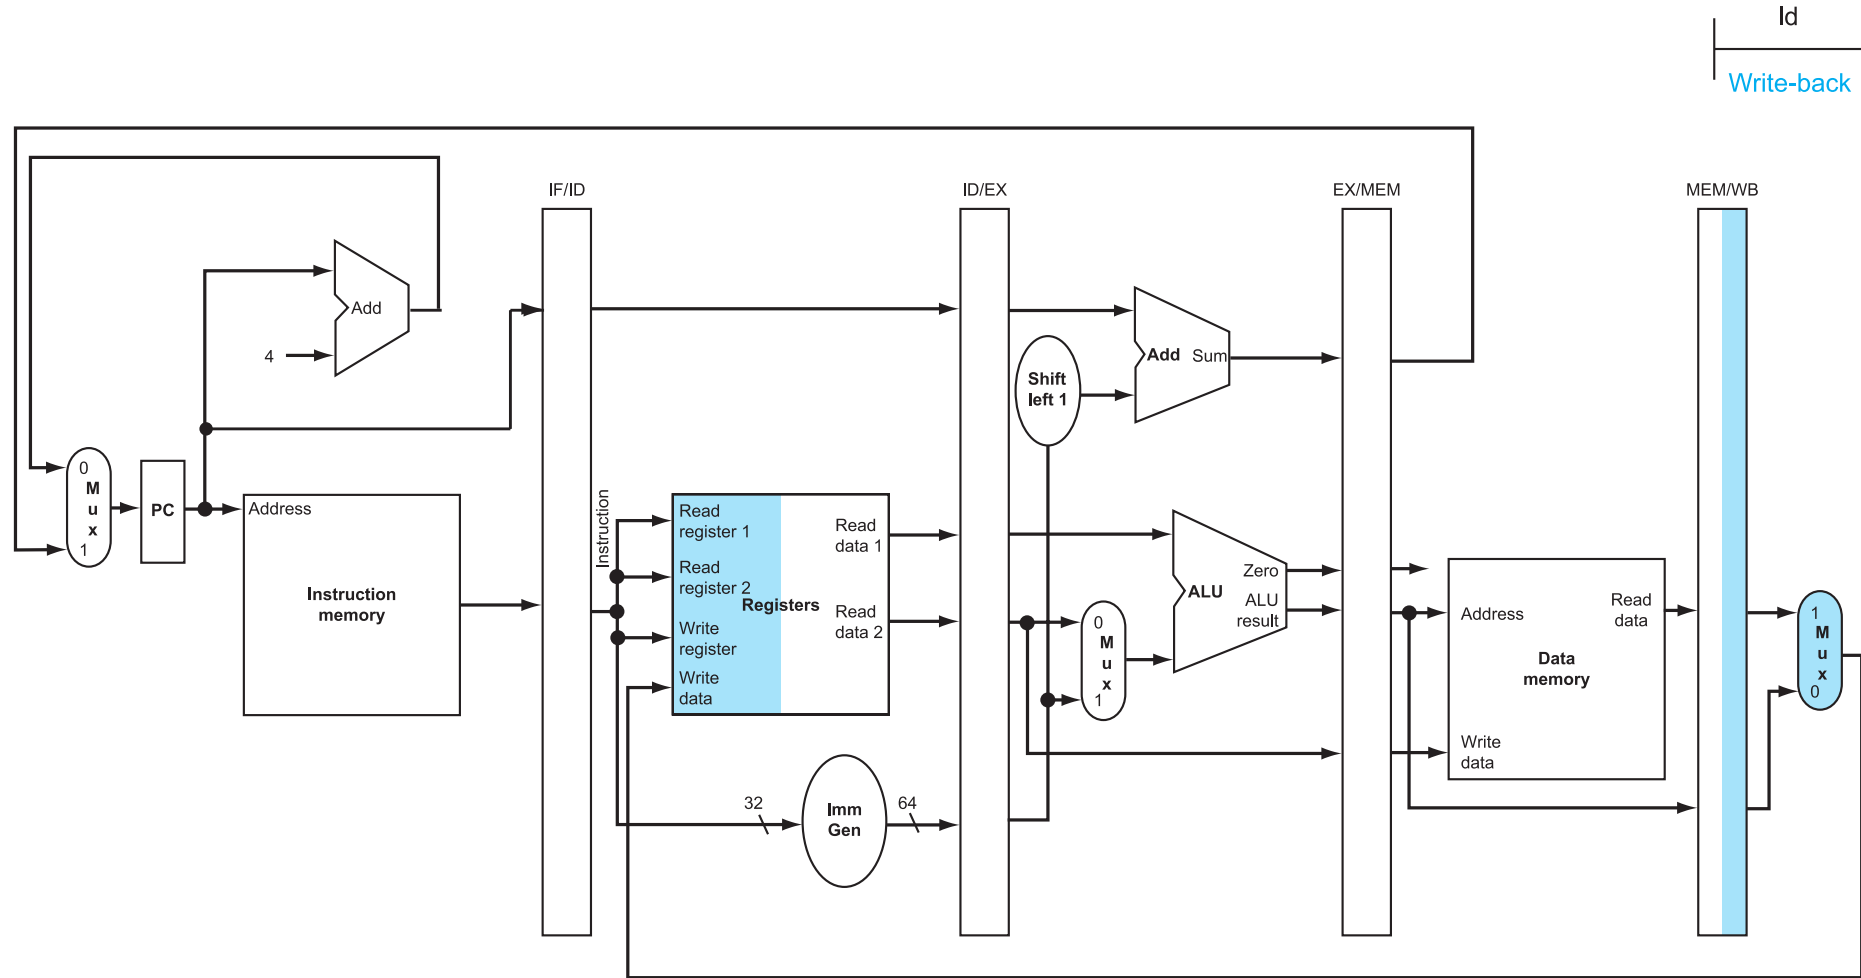 ld
Write-back
IF/ID
ID/EX
EX/MEM
MEM/WB
Add
4
Add Sum
Shift
left 1
0
M
u
x
1
PC
Address
Instruction
memory
Instruction
Read
register 1
Read
register 2
Write
register
Write
data
Registers
Read
data 1
Read
data 2
32
Imm
Gen
64
0
M
u
x
1
ALU
Zero
ALU
result
Address
Read
data
Data
memory
Write
data
1
M
u
x
0